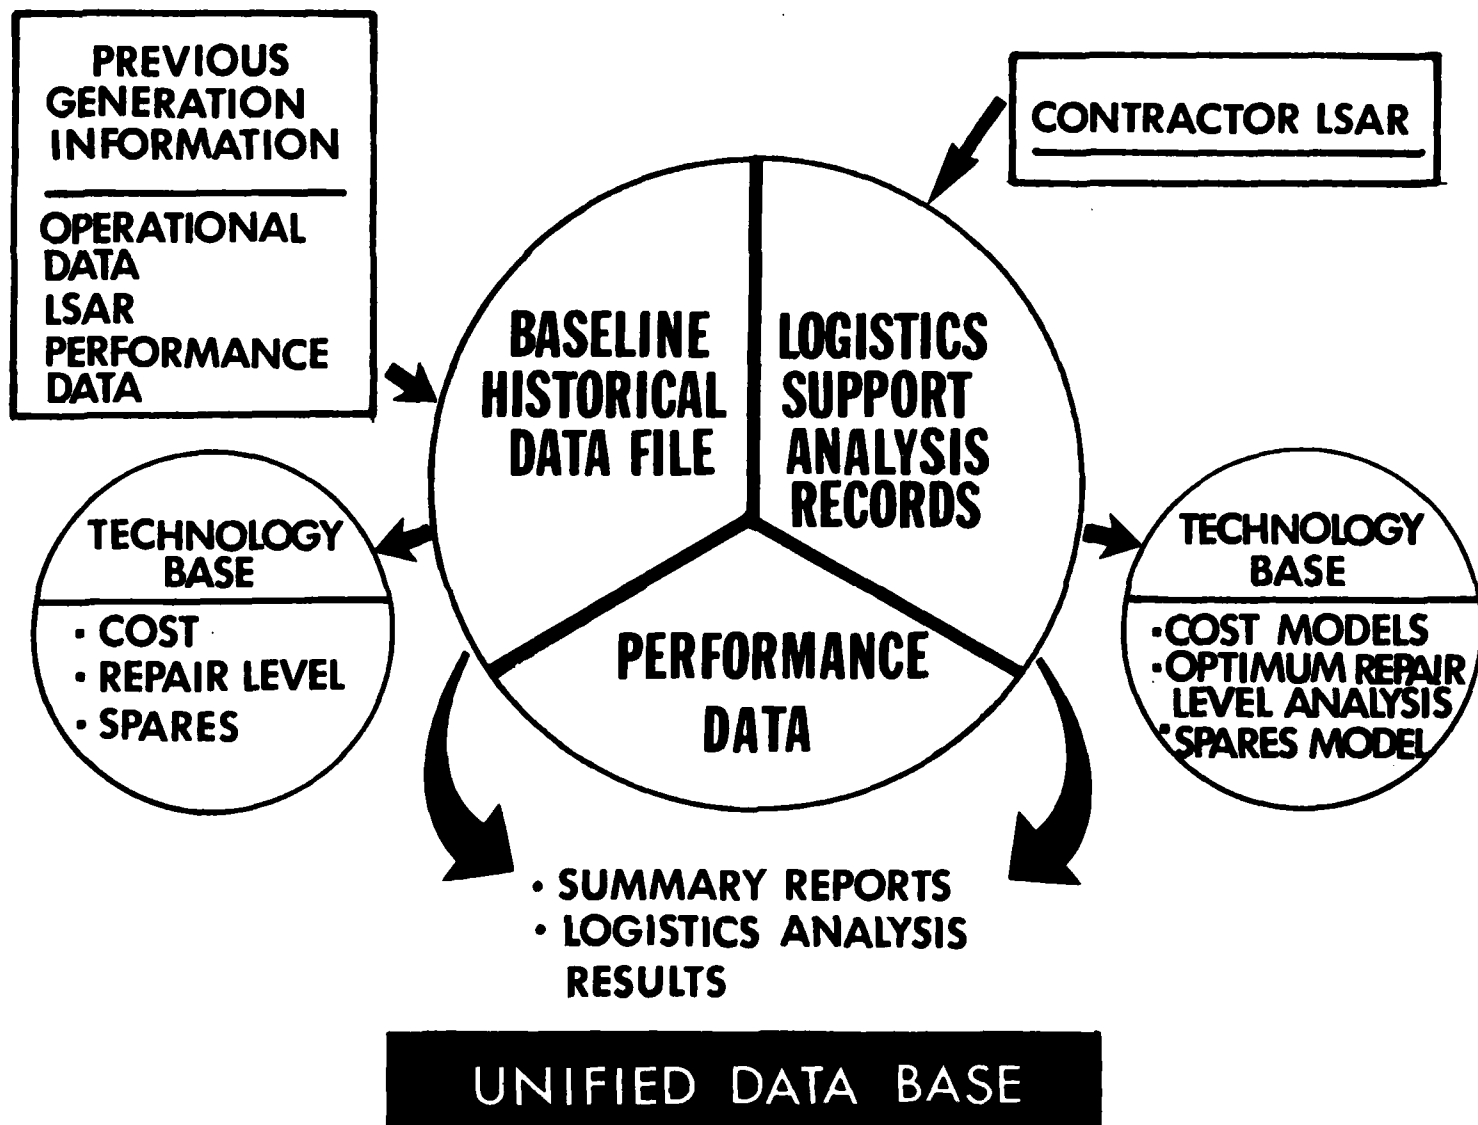 PREVIOUS
GENERATION
INFORMATION
OPERATIONAL
DATA
LSAR
PERFORMANCE
DATA
CONTRACTOR LSAR
BASELINE
HISTORICAL
DATA FILE
LOGISTICS
SUPPORT
ANALYSIS
RECORDS
PERFORMANCE
DATA
TECHNOLOGY
BASE
· COST
· REPAIR LEVEL
· SPARES
TECHNOLOGY
BASE
· COST MODELS
· OPTIMUM REPAIR
LEVEL ANALYSIS
· SPARES MODEL
· SUMMARY REPORTS
· LOGISTICS ANALYSIS
RESULTS
UNIFIED DATA BASE